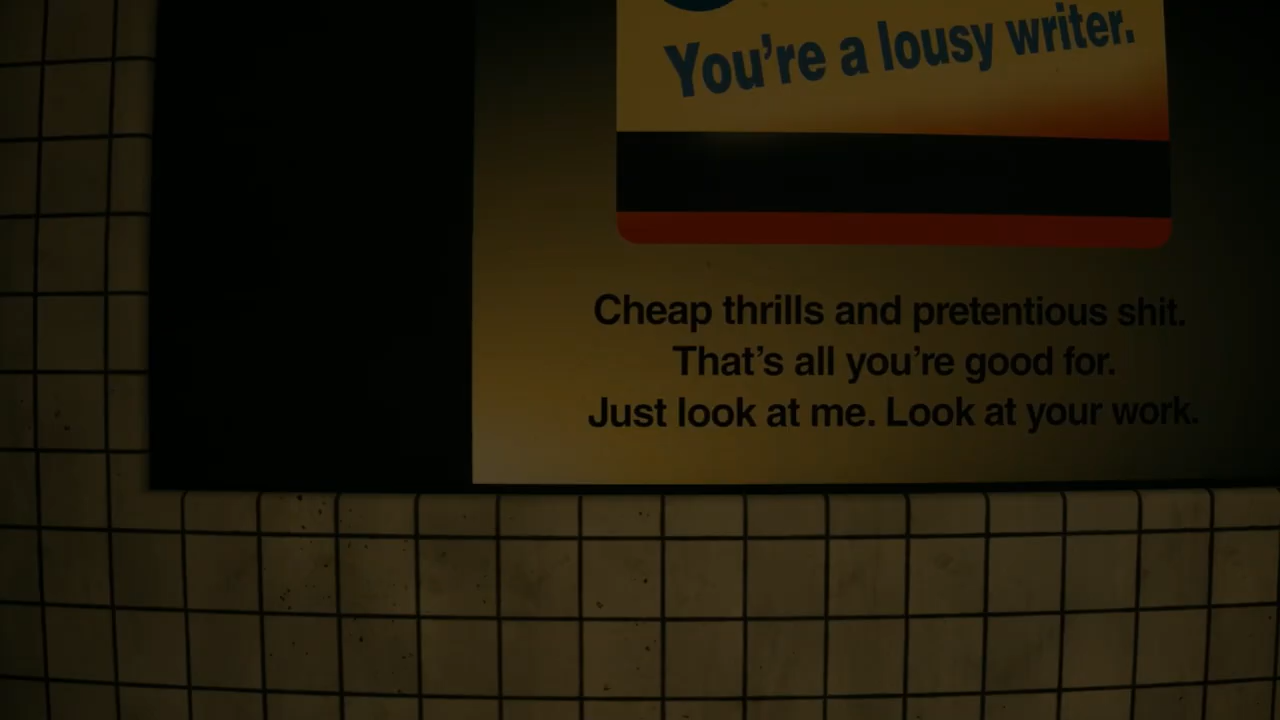 You're a lousy writer.
Cheap thrills and pretentious shit.
That's all you're good for.
Just look at me. Look at your work.